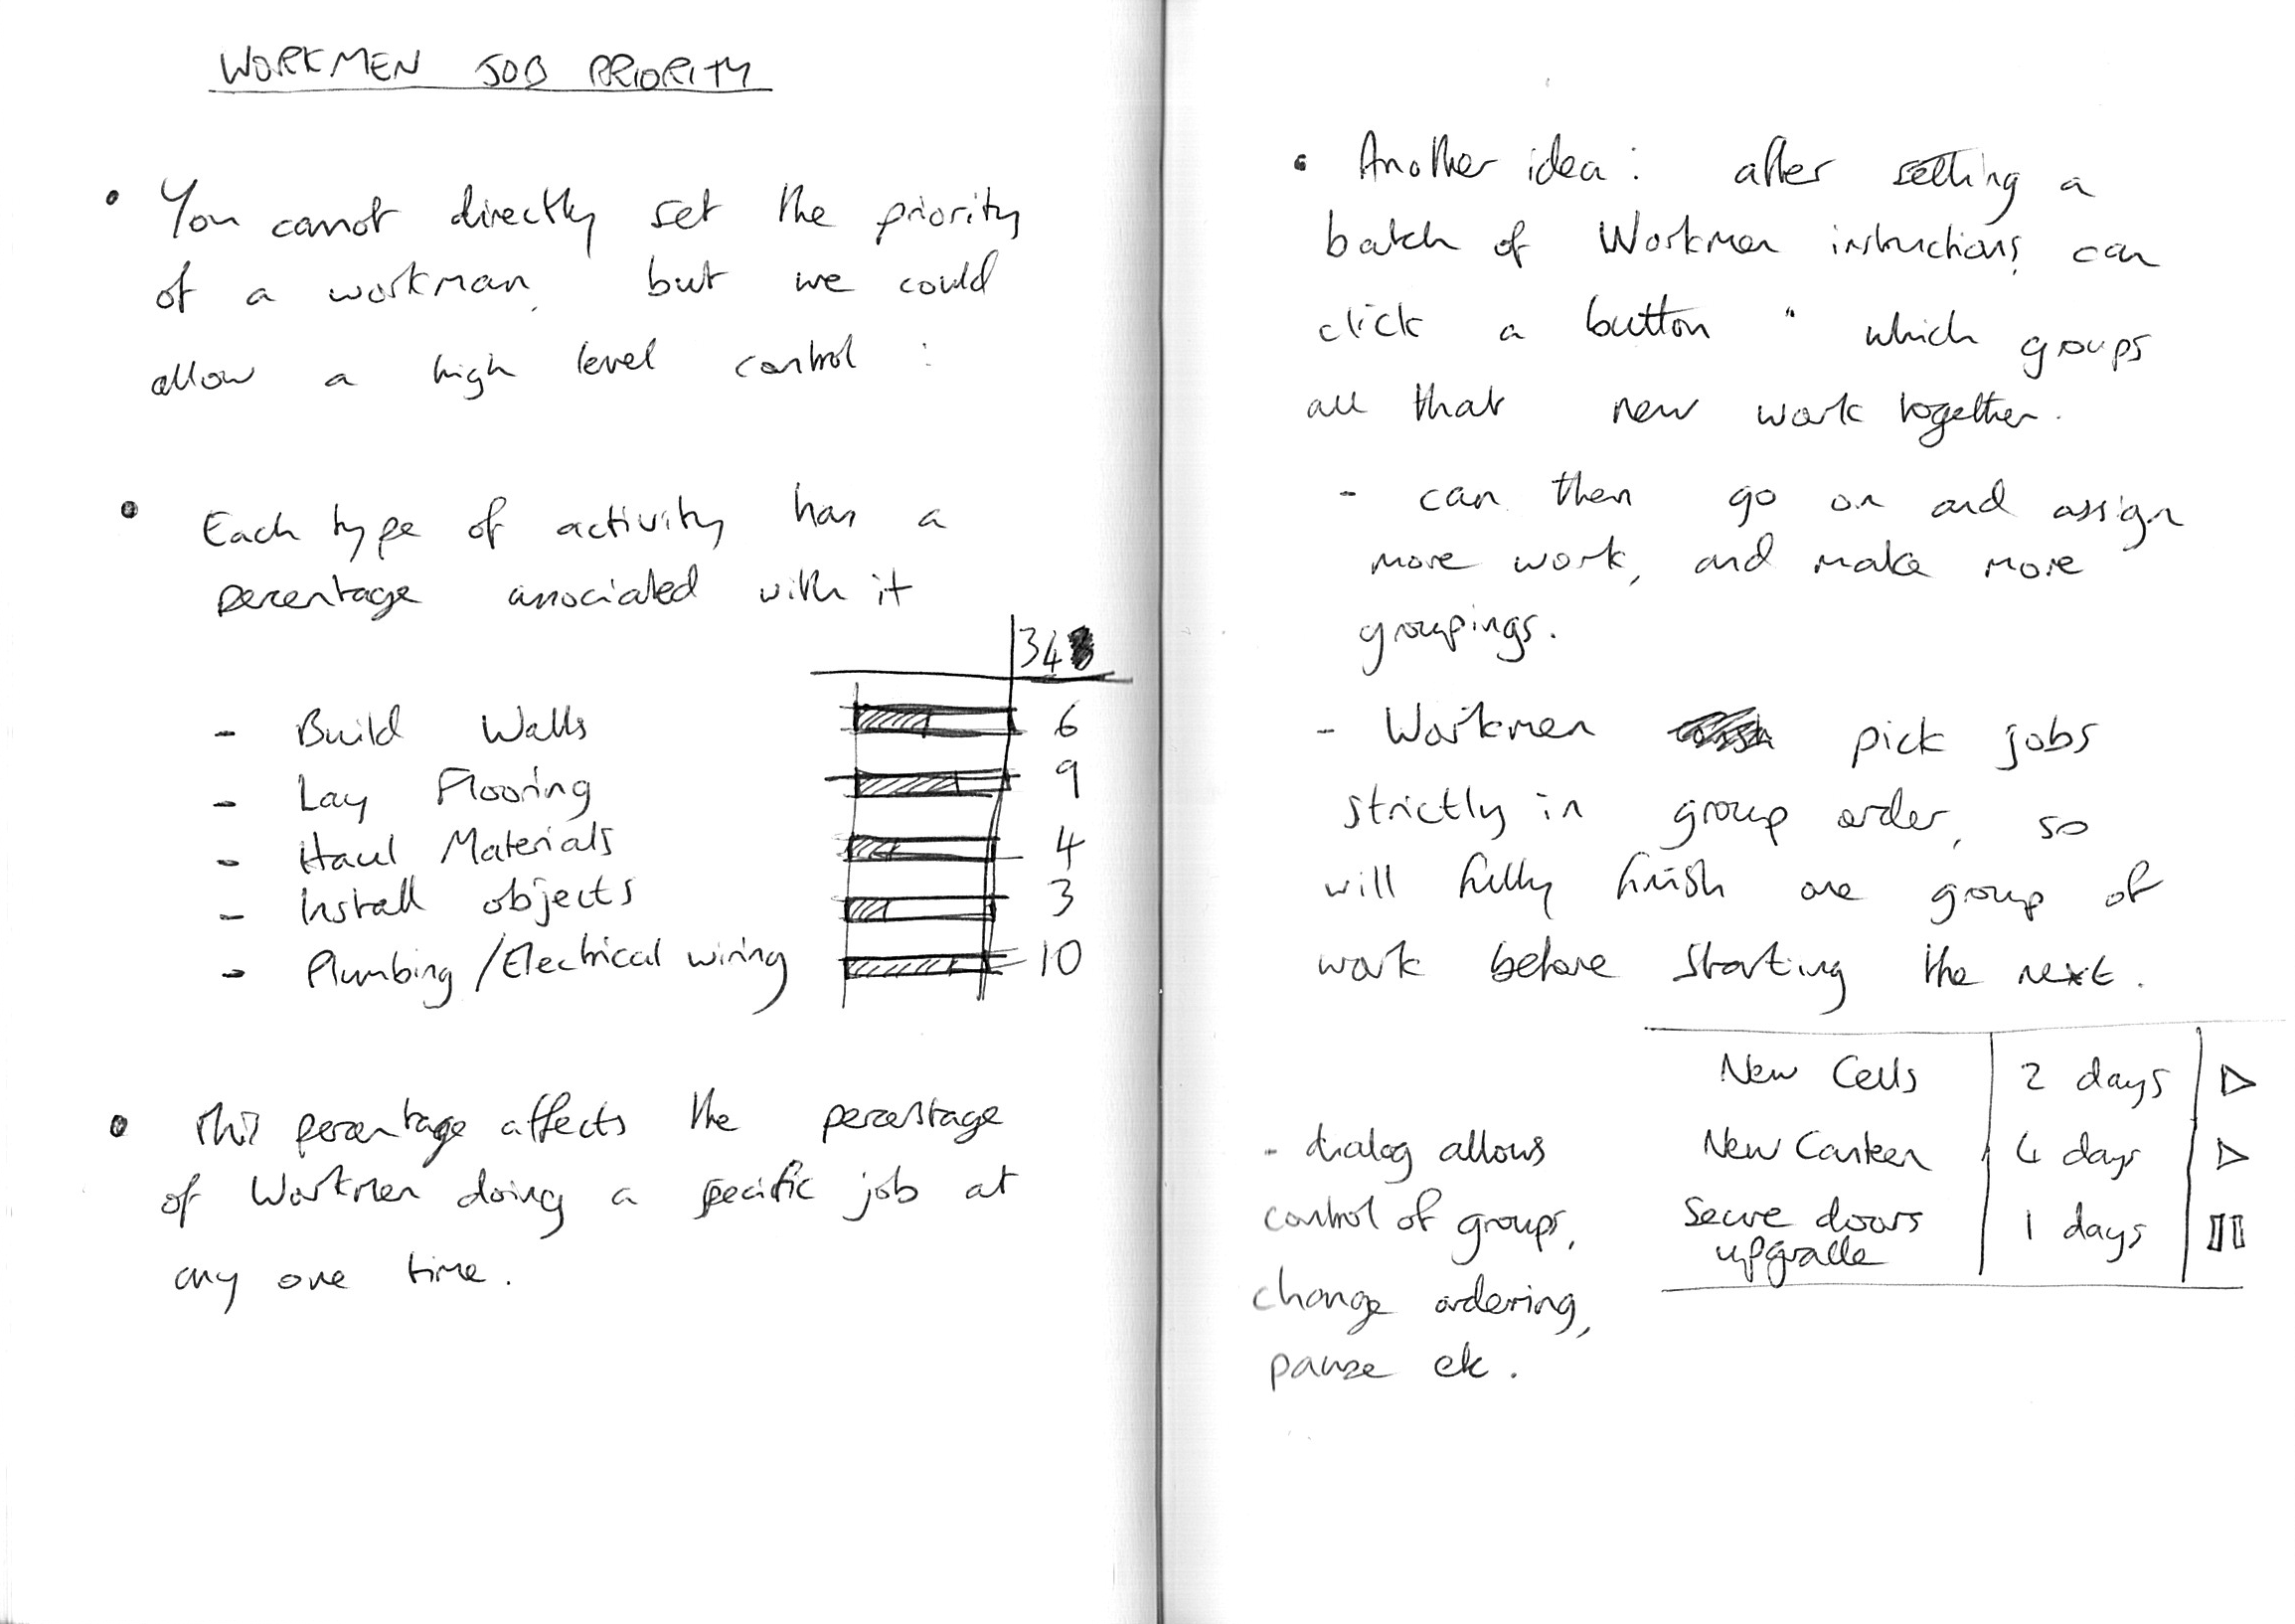 WORKMEN JOB PRIORITY
• You cannot directly set the priority
of a workman, but we could
allow a high level control :
• Each type of activity has a
percentage associated with it
34
- Build Walls 6
- Lay Flooring 9
- Haul Materials 4
- Install objects 3
- Plumbing / Electrical wiring 10
• This percentage affects the percentage
of Workmen doing a specific job at
any one time.
• Another idea : after setting a
batch of Workmen instructions, can
click a button " which groups
all that new work together.
- can then go on and assign
more work, and make more
groupings.
- Workmen pick jobs
strictly in group order, so
will fully finish one group of
work before starting the next.
New Cells 2 days
New Canteen 4 days
Secure doors 1 days
upgrade
- dialog allows
control of groups,
change ordering,
pause etc.